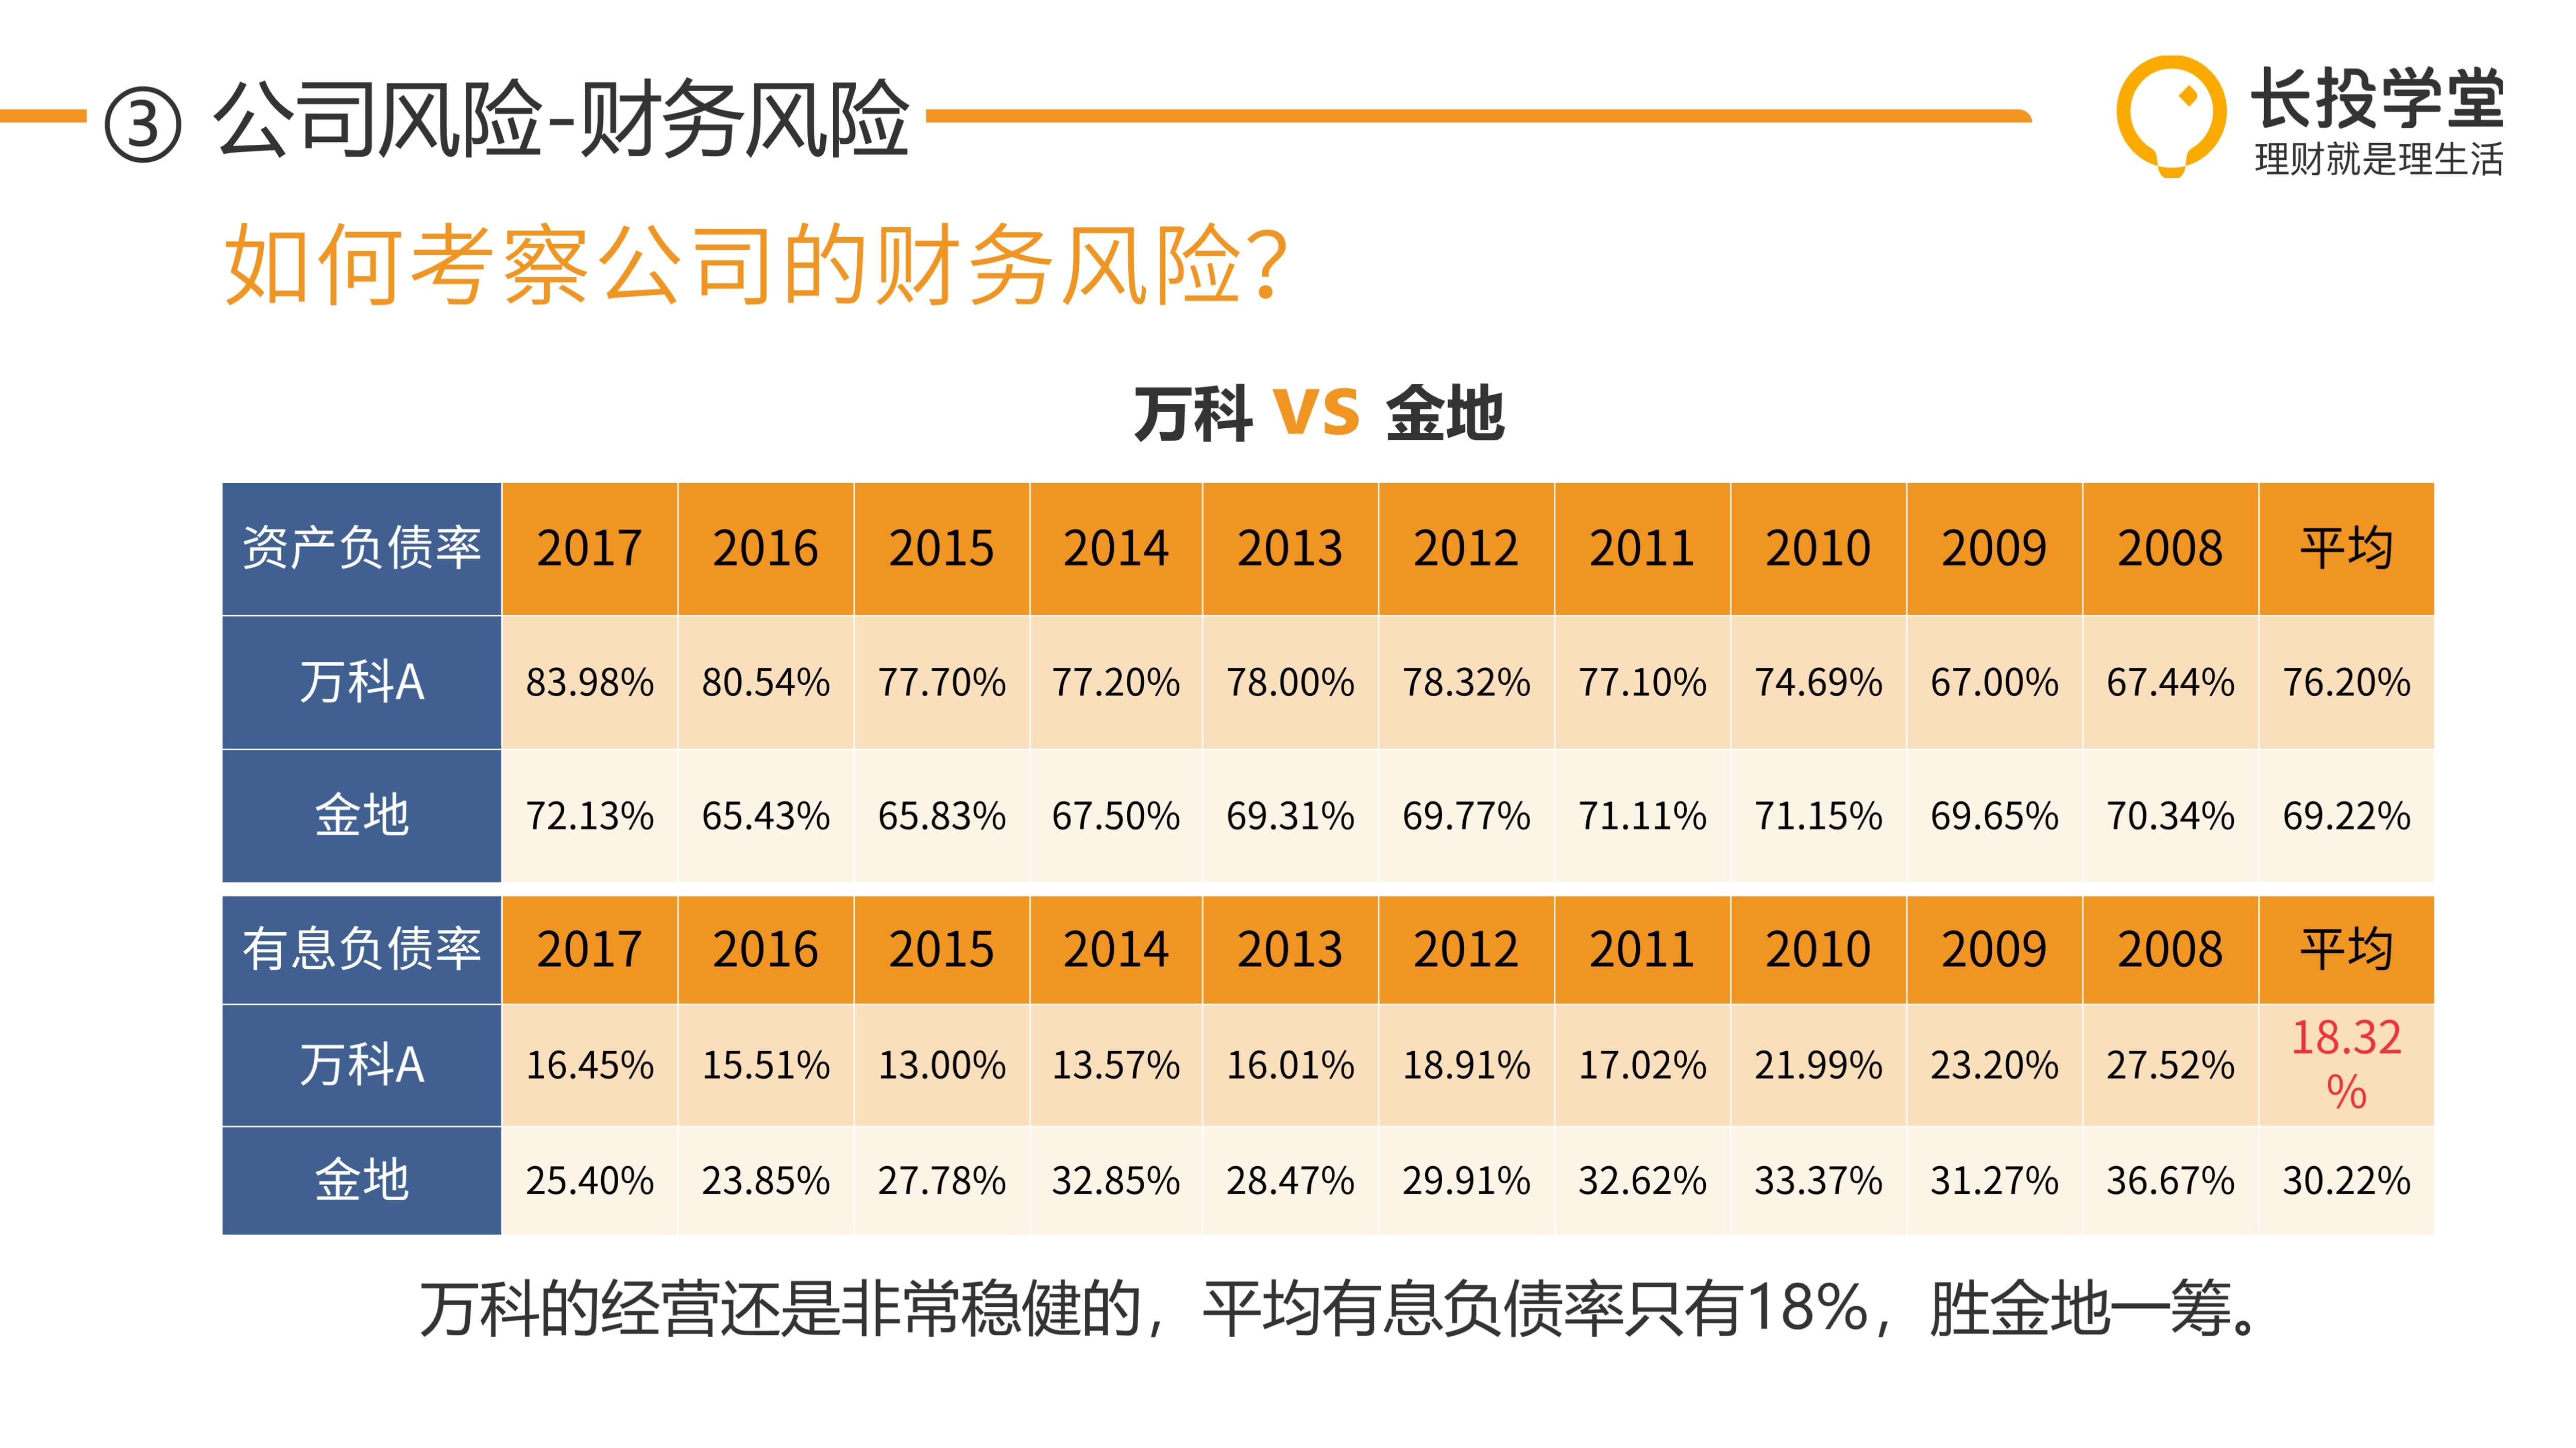 ③ 公司风险-财务风险
长投学堂
理财就是理生活
如何考察公司的财务风险？
万科 VS 金地
资产负债率 2017 2016 2015 2014 2013 2012 2011 2010 2009 2008 平均
万科A 83.98% 80.54% 77.70% 77.20% 78.00% 78.32% 77.10% 74.69% 67.00% 67.44% 76.20%
金地 72.13% 65.43% 65.83% 67.50% 69.31% 69.77% 71.11% 71.15% 69.65% 70.34% 69.22%
有息负债率 2017 2016 2015 2014 2013 2012 2011 2010 2009 2008 平均
万科A 16.45% 15.51% 13.00% 13.57% 16.01% 18.91% 17.02% 21.99% 23.20% 27.52% 18.32%
金地 25.40% 23.85% 27.78% 32.85% 28.47% 29.91% 32.62% 33.37% 31.27% 36.67% 30.22%
万科的经营还是非常稳健的，平均有息负债率只有18%，胜金地一筹。